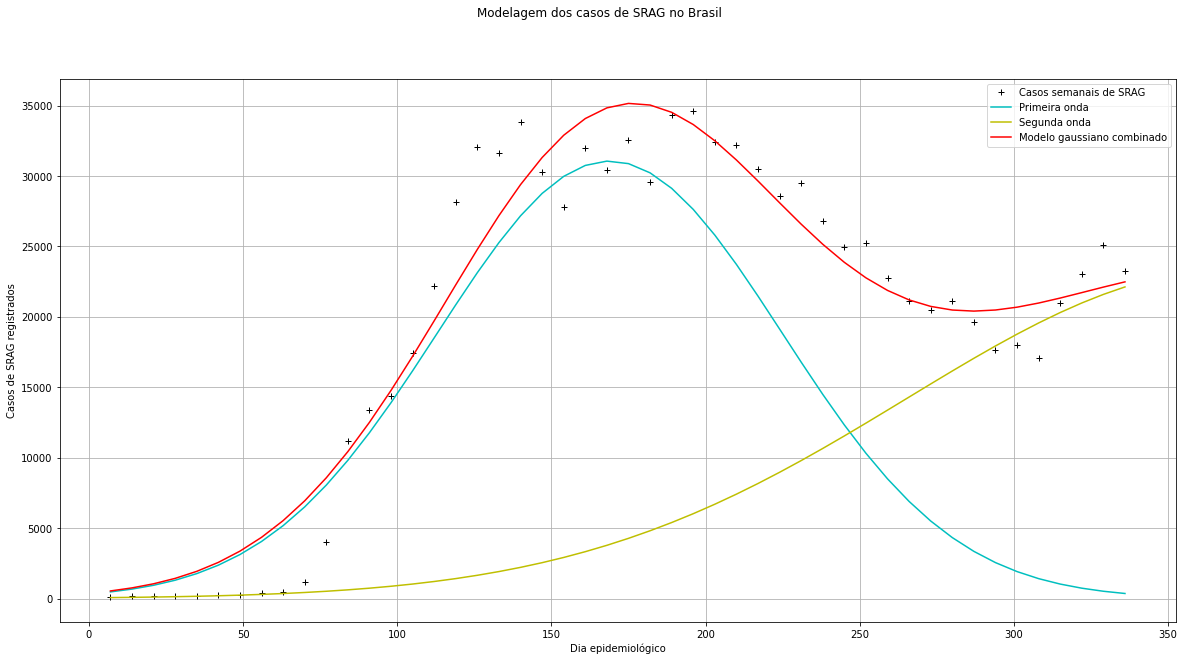 Modelagem dos casos de SRAG no Brasil
Casos semanais de SRAG
Primeira onda
Segunda onda
Modelo gaussiano combinado
Casos de SRAG registrados
35000
30000
25000
20000
15000
10000
5000
0
0 50 100 150 200 250 300 350
Dia epidemiológico